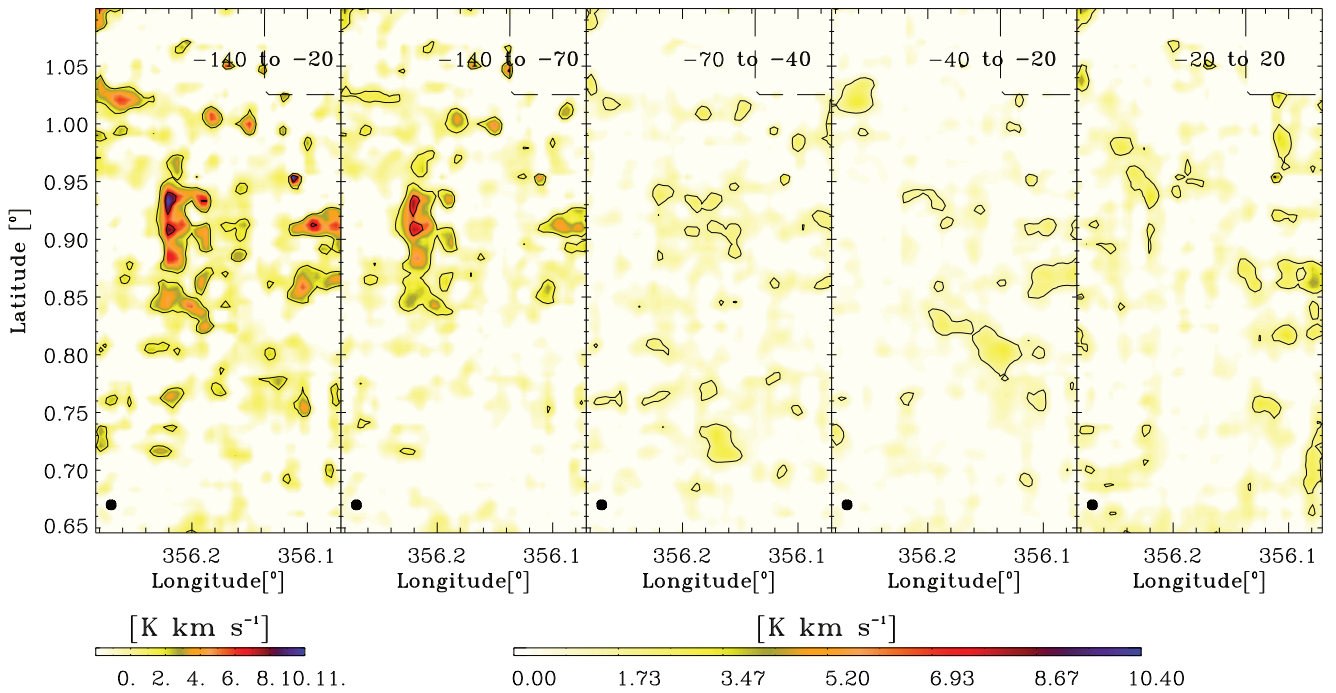 −140 to −20 −140 to −70 −70 to −40 −40 to −20 −20 to 20
1.05
1.00
0.95
0.90
0.85
0.80
0.75
0.70
0.65
Latitude [°]
356.2 356.1 356.2 356.1 356.2 356.1 356.2 356.1 356.2 356.1
Longitude[°] Longitude[°] Longitude[°] Longitude[°] Longitude[°]
[K km s⁻¹] [K km s⁻¹]
0. 2. 4. 6. 8.10.11. 0.00 1.73 3.47 5.20 6.93 8.67 10.40